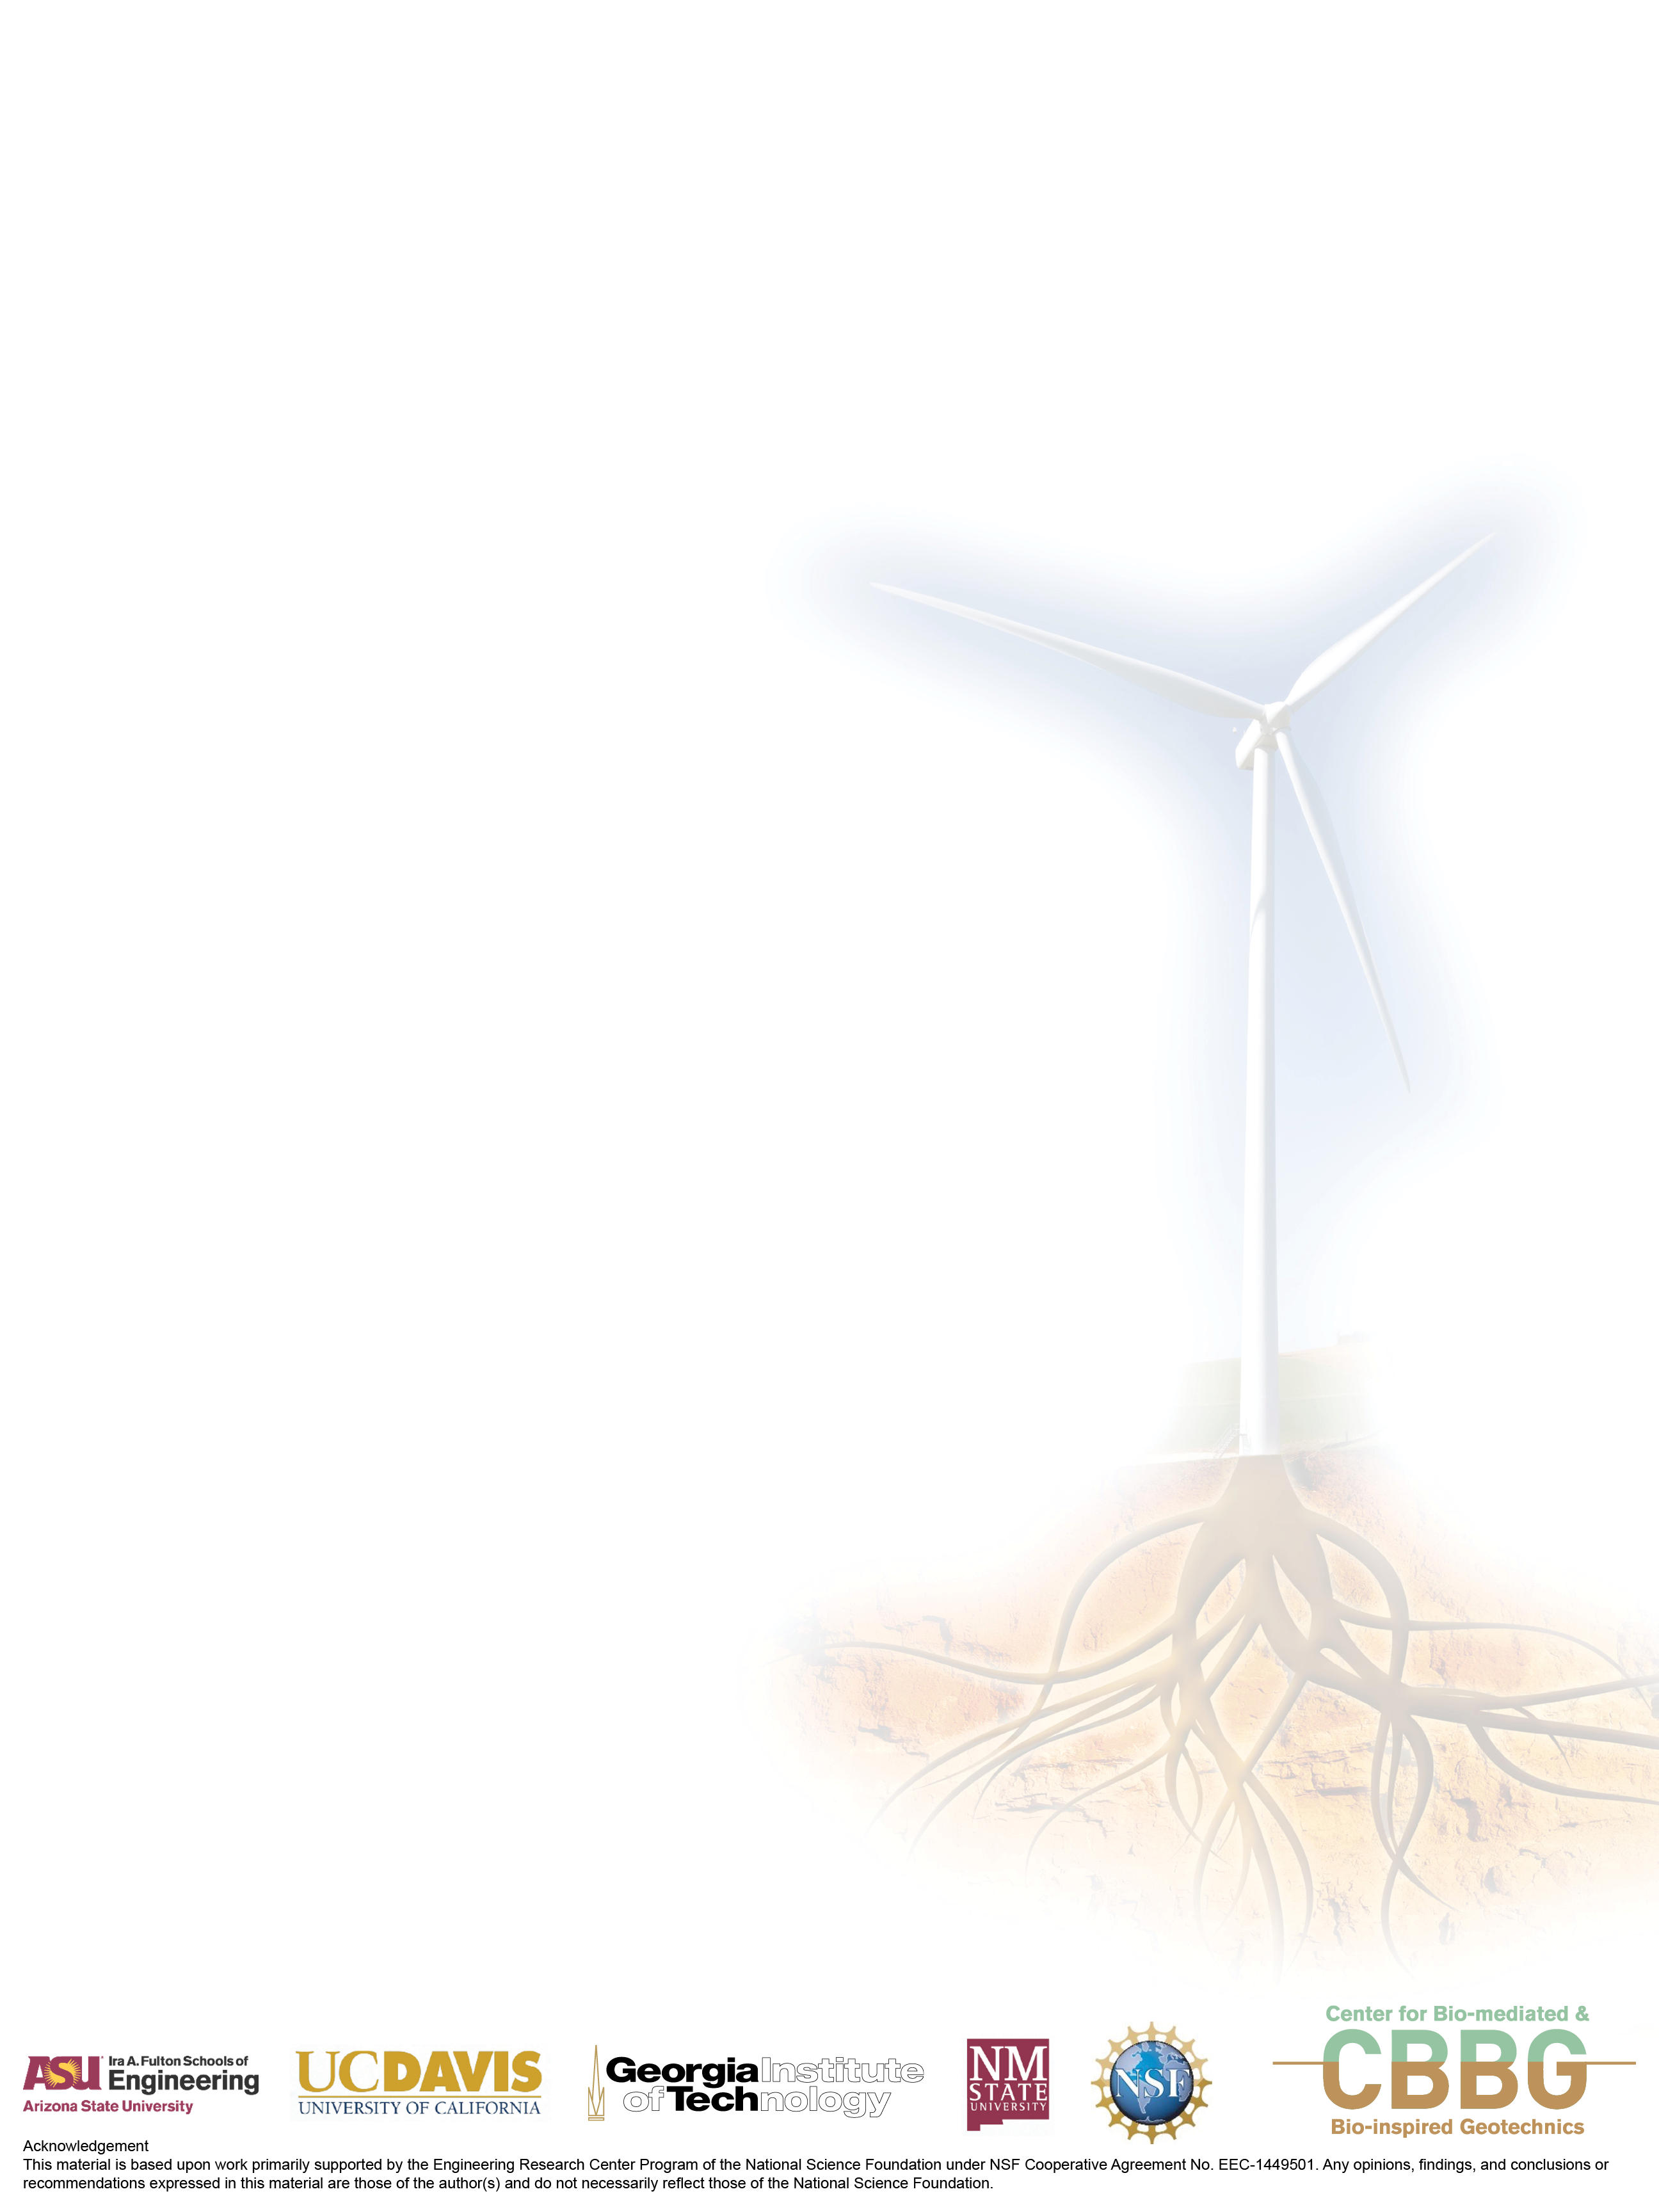 Center for Bio-mediated &
CBBG
Bio-inspired Geotechnics
ASU Ira A. Fulton Schools of
Engineering
Arizona State University
UCDAVIS
UNIVERSITY OF CALIFORNIA
Georgia Institute
of Technology
NM
STATE
UNIVERSITY
NSF
Acknowledgement
This material is based upon work primarily supported by the Engineering Research Center Program of the National Science Foundation under NSF Cooperative Agreement No. EEC-1449501. Any opinions, findings, and conclusions or
recommendations expressed in this material are those of the author(s) and do not necessarily reflect those of the National Science Foundation.